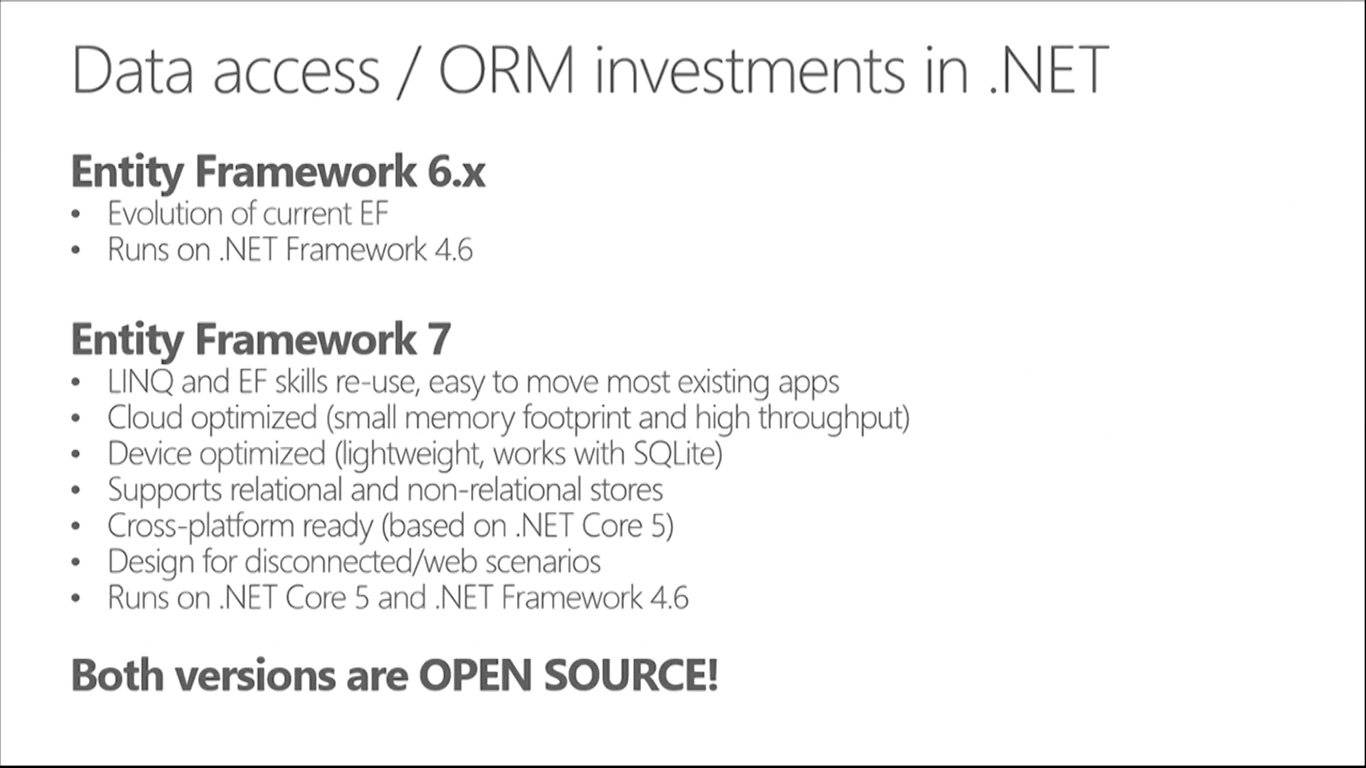 Data access / ORM investments in .NET
Entity Framework 6.x
• Evolution of current EF
• Runs on .NET Framework 4.6
Entity Framework 7
• LINQ and EF skills re-use, easy to move most existing apps
• Cloud optimized (small memory footprint and high throughput)
• Device optimized (lightweight, works with SQLite)
• Supports relational and non-relational stores
• Cross-platform ready (based on .NET Core 5)
• Design for disconnected/web scenarios
• Runs on .NET Core 5 and .NET Framework 4.6
Both versions are OPEN SOURCE!